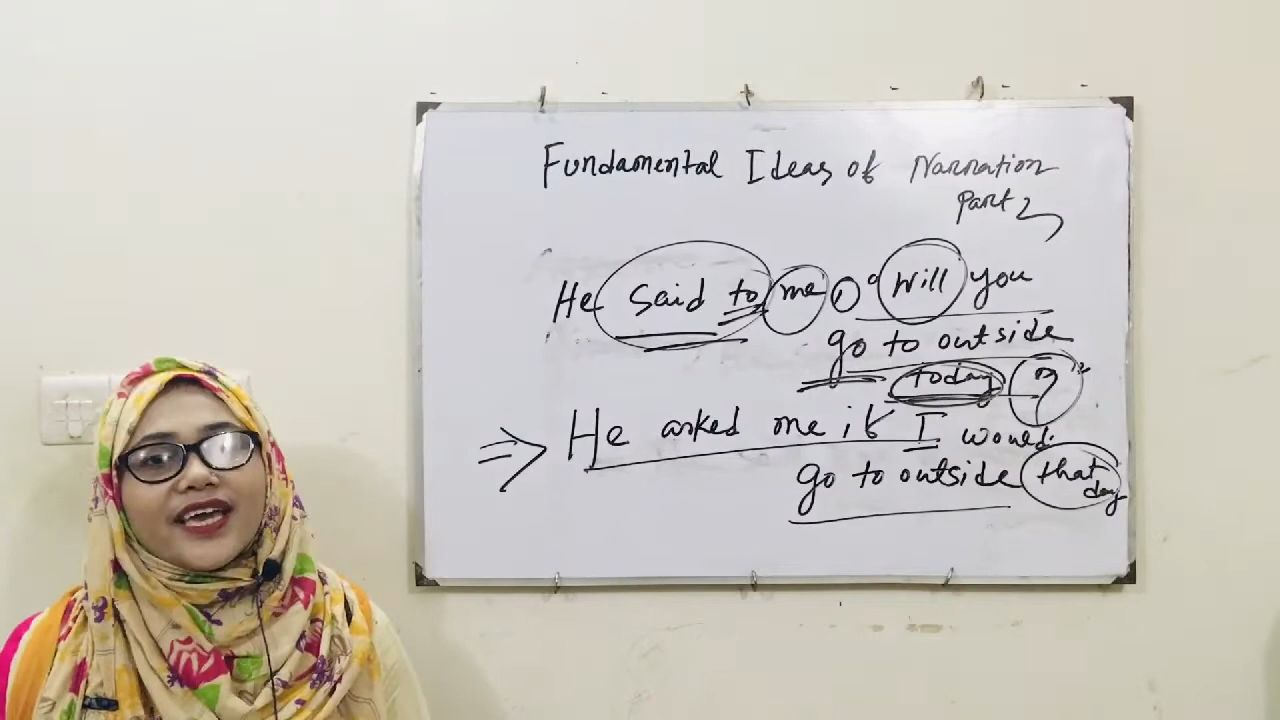 Fundamental Ideas of Narration
Part 2
He said to me, "Will you
go to outside
today ?"
⇒ He asked me if I would
go to outside that
day